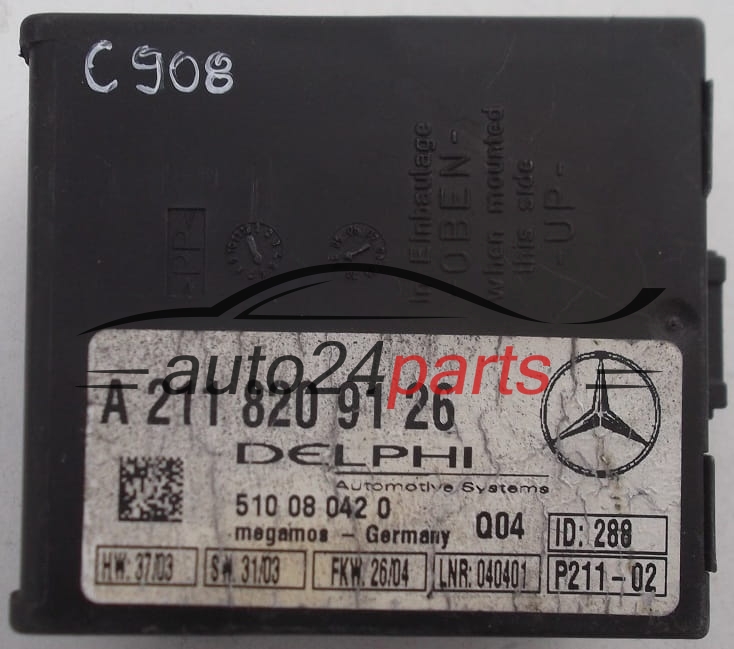 C 908
in Einbaulage
OBEN-
when mounted
this side
-UP-
>PP<
auto24parts
A 211 820 91 26
DELPHI
Automotive Systems
510 08 042 0
megamos - Germany
Q04
ID: 288
HW: 37/03
SW: 31/03
FKW: 26/04
LNR: 040401
P211-02